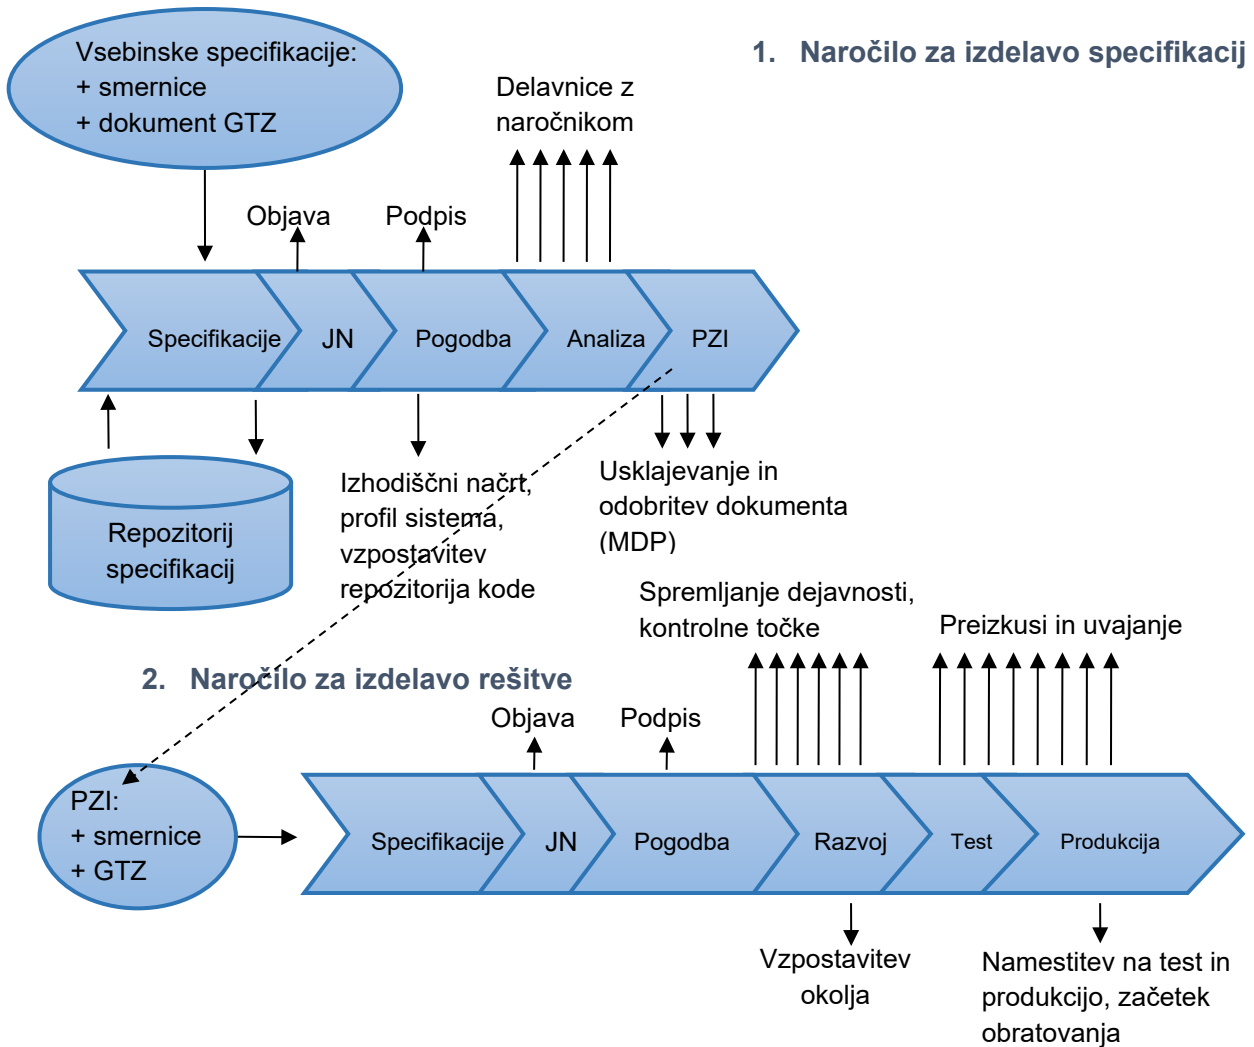 Vsebinske specifikacije:
+ smernice
+ dokument GTZ
1. Naročilo za izdelavo specifikacij
Delavnice z
naročnikom
Objava
Podpis
Specifikacije
JN
Pogodba
Analiza
PZI
Repozitorij
specifikacij
Izhodiščni načrt,
profil sistema,
vzpostavitev
repozitorija kode
Usklajevanje in
odobritev dokumenta
(MDP)
Spremljanje dejavnosti,
kontrolne točke
Preizkusi in uvajanje
2. Naročilo za izdelavo rešitve
Objava
Podpis
PZI:
+ smernice
+ GTZ
Specifikacije
JN
Pogodba
Razvoj
Test
Produkcija
Vzpostavitev
okolja
Namestitev na test in
produkcijo, začetek
obratovanja